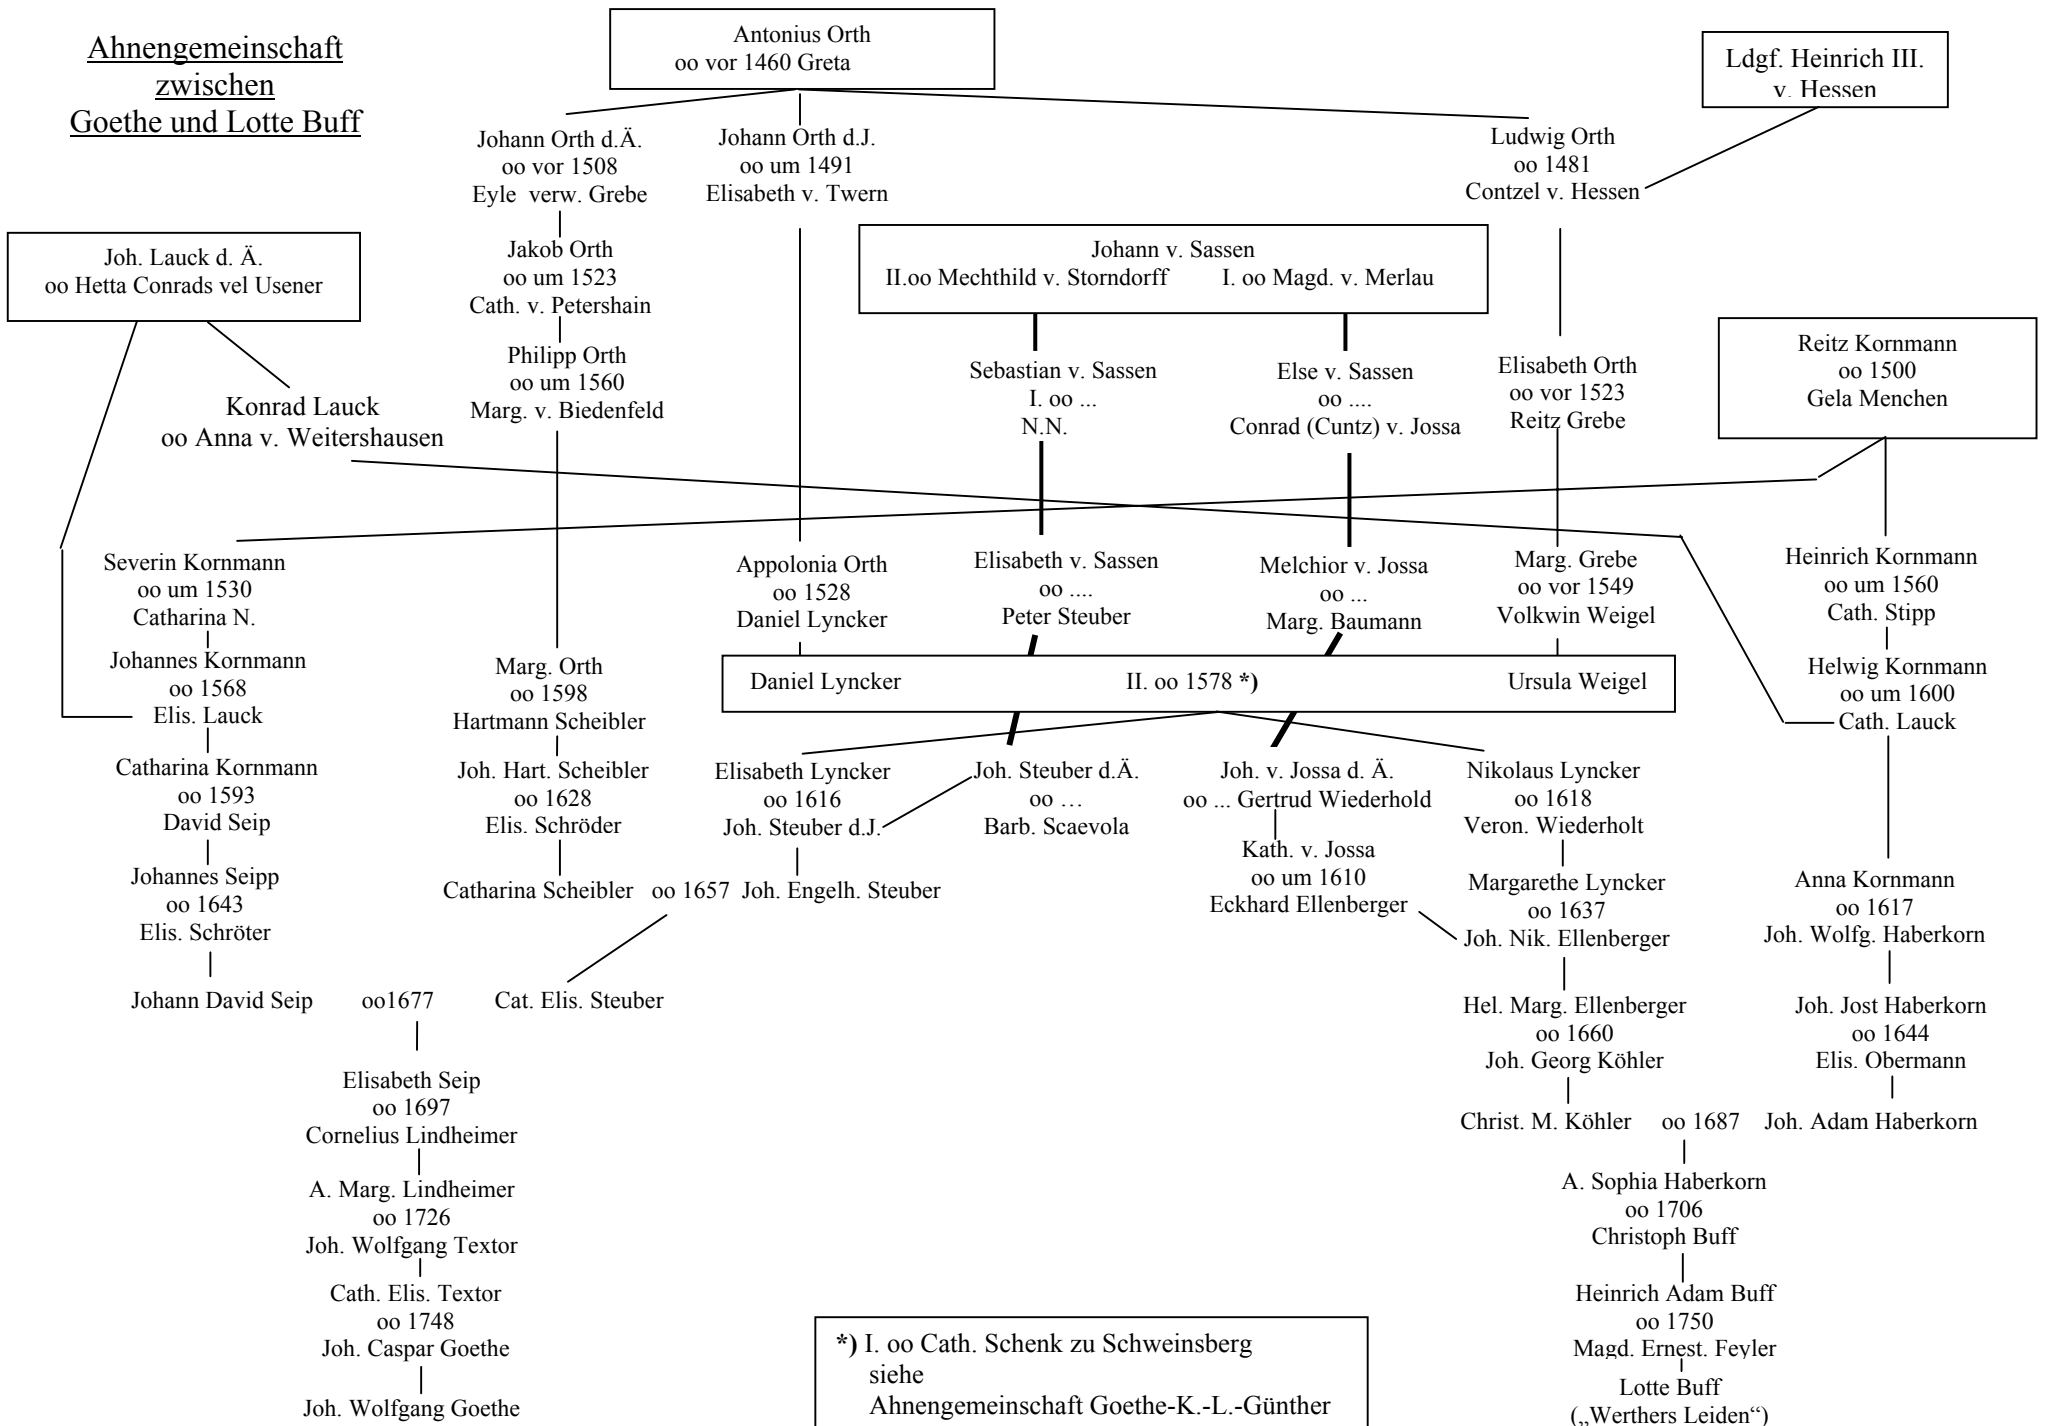 Ahnengemeinschaft
zwischen
Goethe und Lotte Buff
Antonius Orth
oo vor 1460 Greta
Ldgf. Heinrich III.
v. Hessen
Johann Orth d.Ä.
oo vor 1508
Eyle verw. Grebe
Johann Orth d.J.
oo um 1491
Elisabeth v. Twern
Ludwig Orth
oo 1481
Contzel v. Hessen
Joh. Lauck d. Ä.
oo Hetta Conrads vel Usener
Jakob Orth
oo um 1523
Cath. v. Petershain
Johann v. Sassen
II.oo Mechthild v. Storndorff I. oo Magd. v. Merlau
Reitz Kornmann
oo 1500
Gela Menchen
Konrad Lauck
oo Anna v. Weitershausen
Philipp Orth
oo um 1560
Marg. v. Biedenfeld
Sebastian v. Sassen
I. oo ...
N.N.
Else v. Sassen
oo ....
Conrad (Cuntz) v. Jossa
Elisabeth Orth
oo vor 1523
Reitz Grebe
Severin Kornmann
oo um 1530
Catharina N.
Appolonia Orth
oo 1528
Daniel Lyncker
Elisabeth v. Sassen
oo ....
Peter Steuber
Melchior v. Jossa
oo ...
Marg. Baumann
Marg. Grebe
oo vor 1549
Volkwin Weigel
Heinrich Kornmann
oo um 1560
Cath. Stipp
Johannes Kornmann
oo 1568
Elis. Lauck
Marg. Orth
oo 1598
Hartmann Scheibler
Daniel Lyncker II. oo 1578 *) Ursula Weigel
Helwig Kornmann
oo um 1600
Cath. Lauck
Catharina Kornmann
oo 1593
David Seip
Joh. Hart. Scheibler
oo 1628
Elis. Schröder
Elisabeth Lyncker
oo 1616
Joh. Steuber d.J.
Joh. Steuber d.Ä.
oo …
Barb. Scaevola
Joh. v. Jossa d. Ä.
oo ... Gertrud Wiederhold
Nikolaus Lyncker
oo 1618
Veron. Wiederholt
Kath. v. Jossa
oo um 1610
Eckhard Ellenberger
Johannes Seipp
oo 1643
Elis. Schröter
Catharina Scheibler oo 1657 Joh. Engelh. Steuber
Margarethe Lyncker
oo 1637
Joh. Nik. Ellenberger
Anna Kornmann
oo 1617
Joh. Wolfg. Haberkorn
Johann David Seip oo1677 Cat. Elis. Steuber
Hel. Marg. Ellenberger
oo 1660
Joh. Georg Köhler
Joh. Jost Haberkorn
oo 1644
Elis. Obermann
Elisabeth Seip
oo 1697
Cornelius Lindheimer
Christ. M. Köhler oo 1687 Joh. Adam Haberkorn
A. Marg. Lindheimer
oo 1726
Joh. Wolfgang Textor
A. Sophia Haberkorn
oo 1706
Christoph Buff
Cath. Elis. Textor
oo 1748
Joh. Caspar Goethe
Heinrich Adam Buff
oo 1750
Magd. Ernest. Feyler
Joh. Wolfgang Goethe
*) I. oo Cath. Schenk zu Schweinsberg
siehe
Ahnengemeinschaft Goethe-K.-L.-Günther
Lotte Buff
(„Werthers Leiden“)